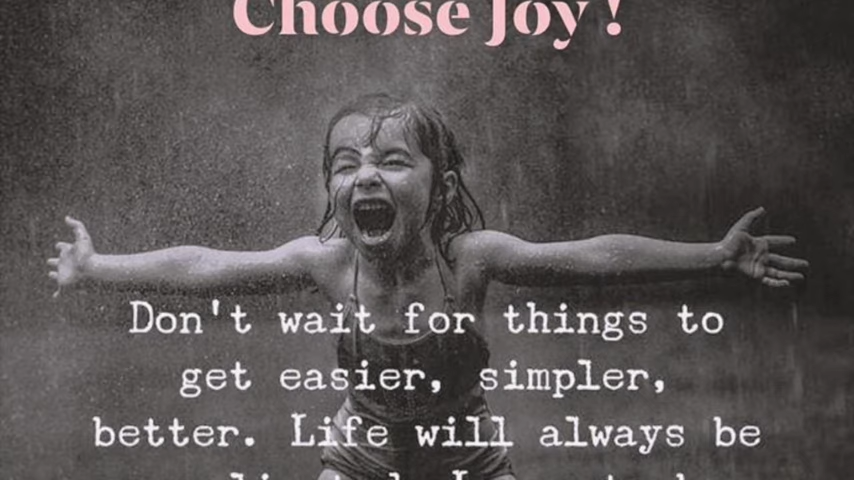 Choose Joy !
Don't wait for things to
get easier, simpler,
better. Life will always be